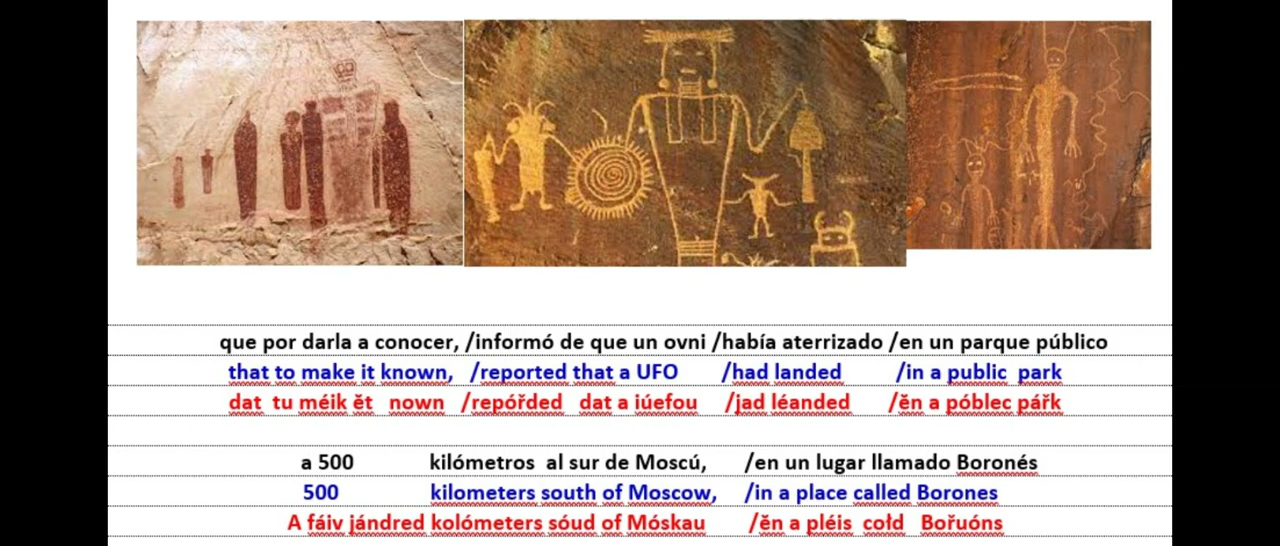 que por darla a conocer, /informó de que un ovni /había aterrizado /en un parque público
that to make it known, /reported that a UFO /had landed /in a public park
dat tu méik ĕt nown /repóřded dat a iúefou /jad léanded /ĕn a póblec pářk
a 500 kilómetros al sur de Moscú, /en un lugar llamado Boronés
500 kilometers south of Moscow, /in a place called Borones
A fáiv jándred kolómeters sóud of Móskau /ĕn a pléis cołd Bořuóns